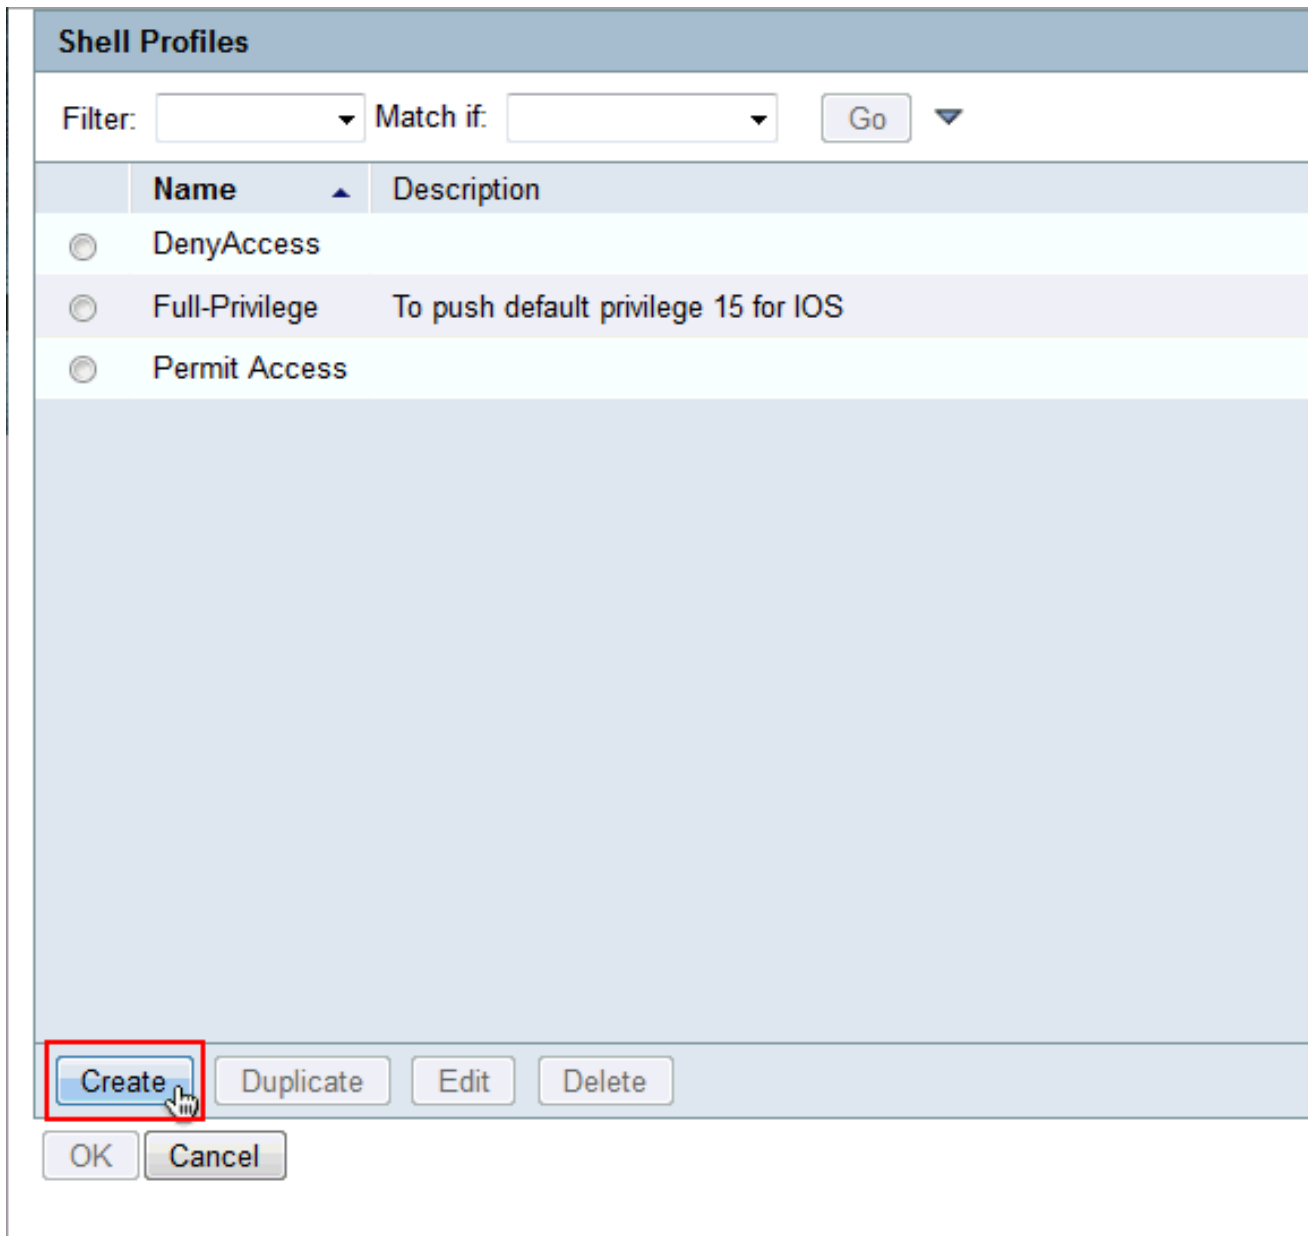 Shell Profiles
Filter: Match if: Go
Name Description
DenyAccess
Full-Privilege To push default privilege 15 for IOS
Permit Access
Create Duplicate Edit Delete
OK Cancel